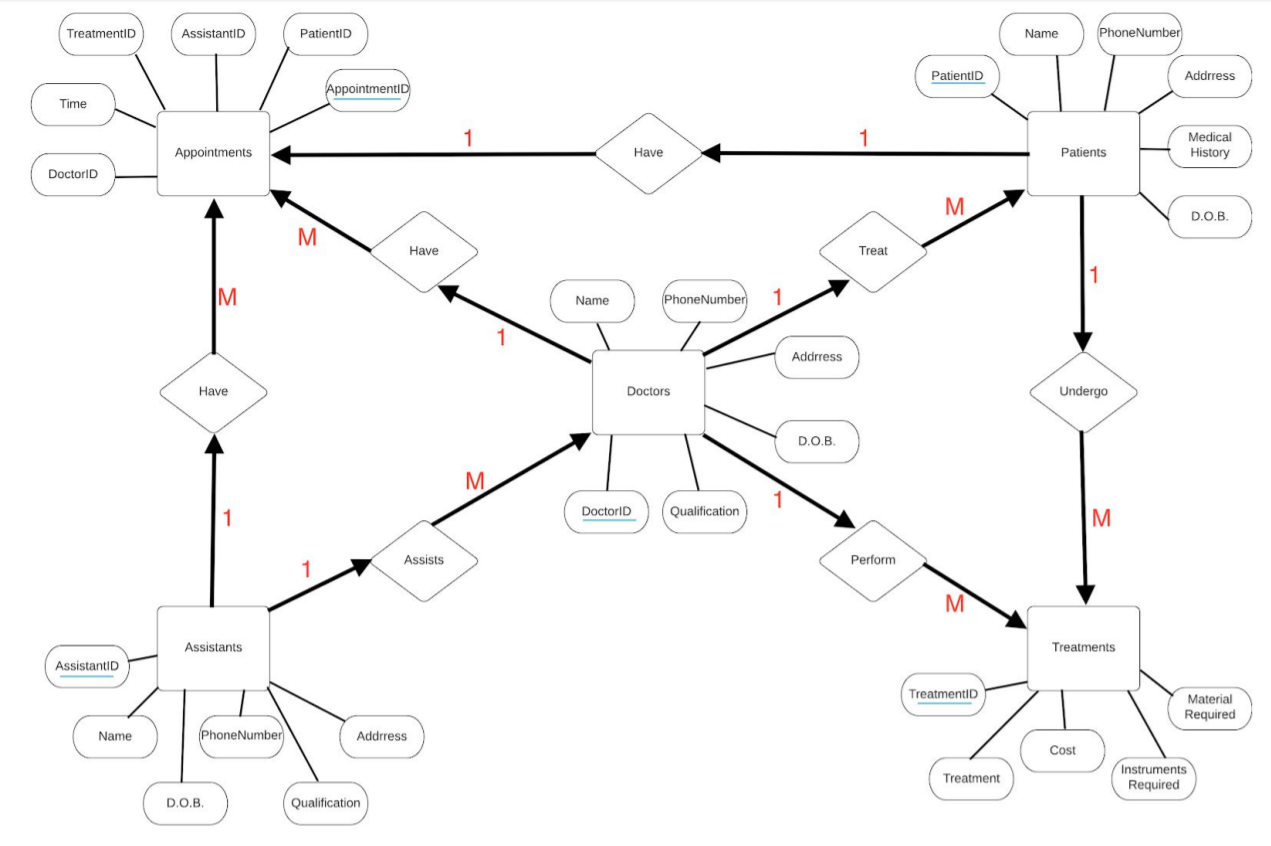 TreatmentID
AssistantID
PatientID
AppointmentID
Time
DoctorID
Appointments
1
Have
1
Name
PhoneNumber
PatientID
Addrress
Medical
History
D.O.B.
Patients
M
Have
1
Treat
M
1
1
Undergo
M
Name
PhoneNumber
Addrress
D.O.B.
Doctors
DoctorID
Qualification
M
Have
1
M
Assists
1
1
Perform
M
Assistants
AssistantID
Name
D.O.B.
PhoneNumber
Qualification
Addrress
Treatments
TreatmentID
Treatment
Cost
Instruments
Required
Material
Required